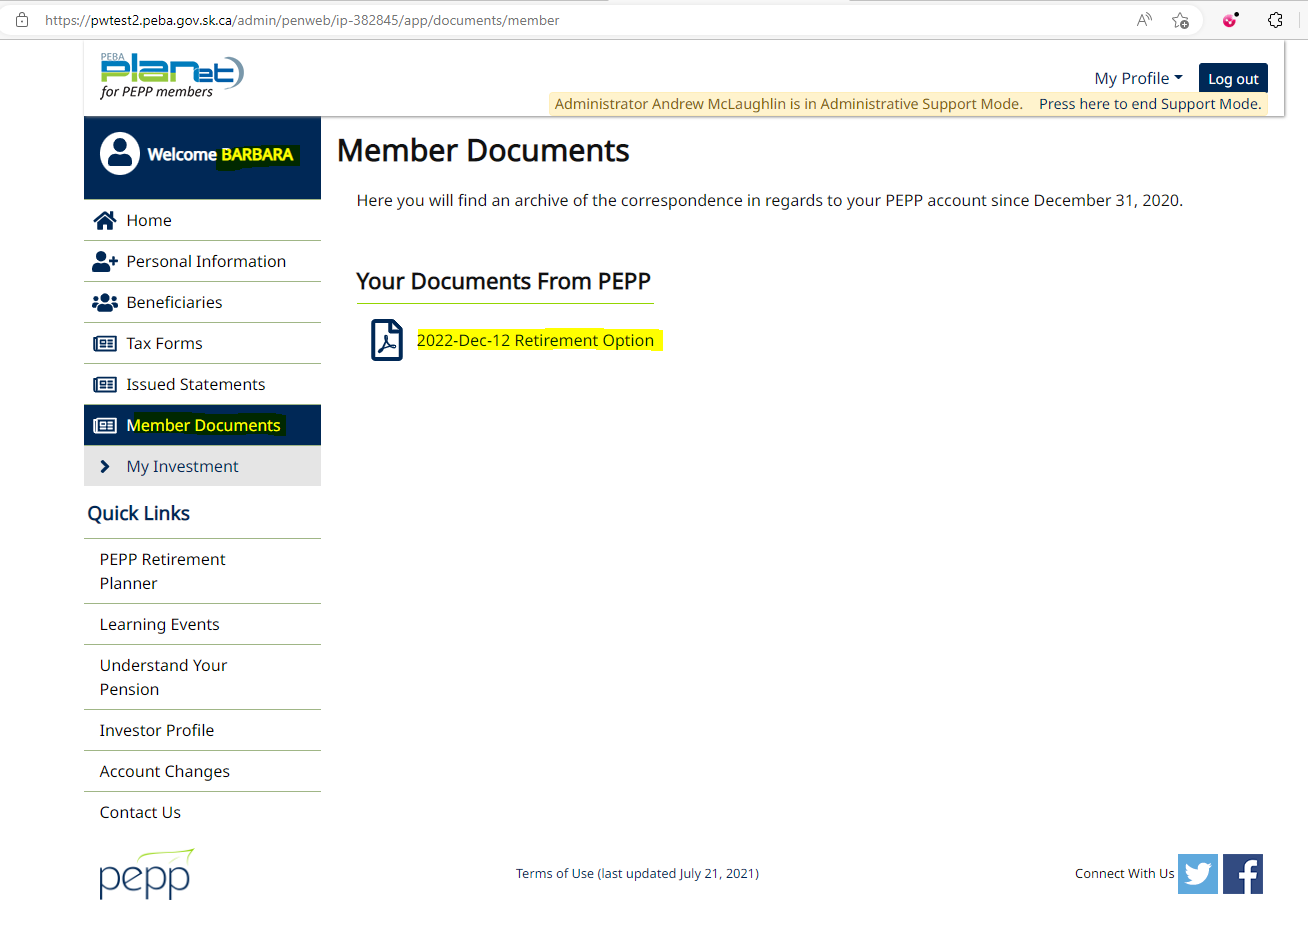 https://pwtest2.peba.gov.sk.ca/admin/penweb/ip-382845/app/documents/member
PEBA
planet
for PEPP members
My Profile
Log out
Administrator Andrew McLaughlin is in Administrative Support Mode. Press here to end Support Mode.
Welcome BARBARA
Home
Personal Information
Beneficiaries
Tax Forms
Issued Statements
Member Documents
My Investment
Quick Links
PEPP Retirement
Planner
Learning Events
Understand Your
Pension
Investor Profile
Account Changes
Contact Us
Member Documents
Here you will find an archive of the correspondence in regards to your PEPP account since December 31, 2020.
Your Documents From PEPP
2022-Dec-12 Retirement Option
pepp
Terms of Use (last updated July 21, 2021)
Connect With Us